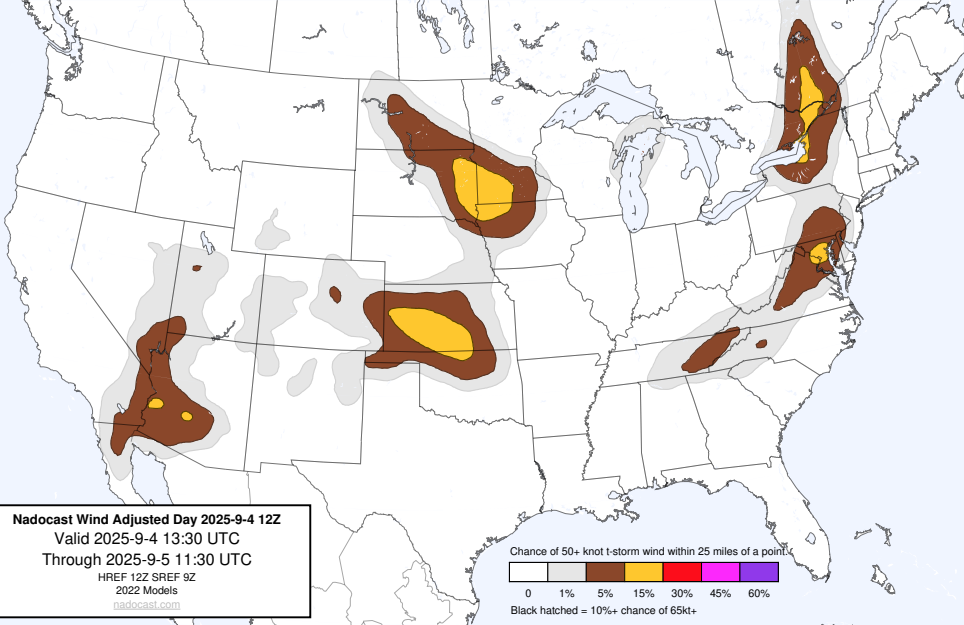 Nadocast Wind Adjusted Day 2025-9-4 12Z
Valid 2025-9-4 13:30 UTC
Through 2025-9-5 11:30 UTC
HREF 12Z SREF 9Z
2022 Models
nadocast.com
Chance of 50+ knot t-storm wind within 25 miles of a point.
0 1% 5% 15% 30% 45% 60%
Black hatched = 10%+ chance of 65kt+